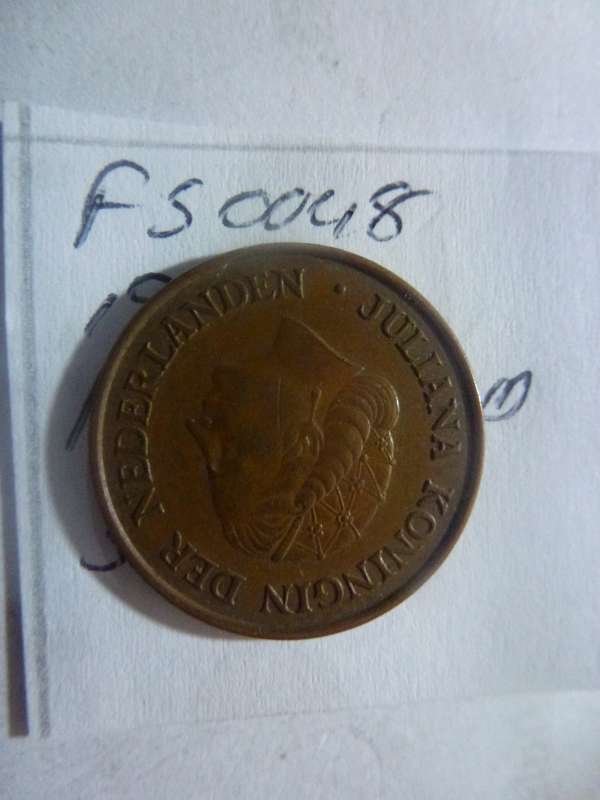 FS0048
JULIANA KONINGIN DER NEDERLANDEN ·